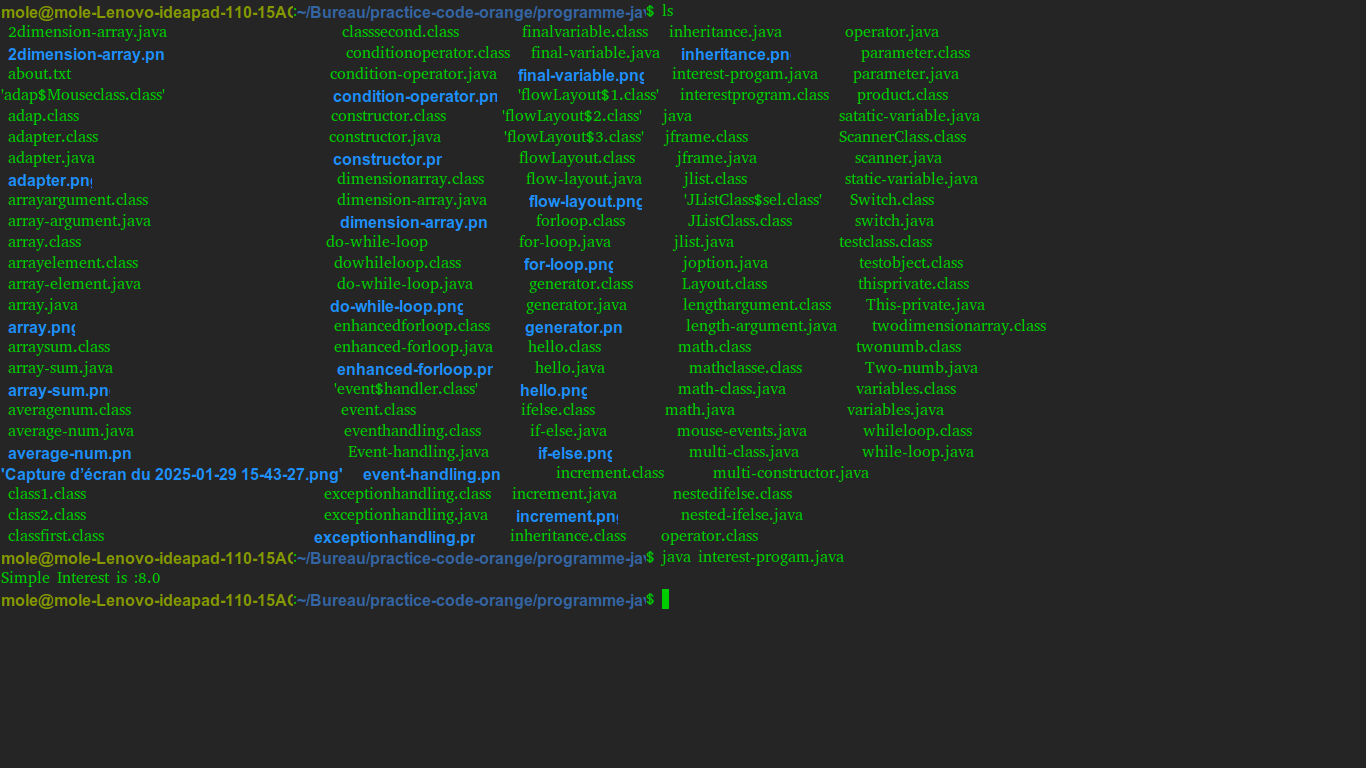 mole@mole-Lenovo-ideapad-110-15AC:~/Bureau/practice-code-orange/programme-jav$ ls
2dimension-array.java classsecond.class finalvariable.class inheritance.java operator.java
2dimension-array.pn conditionoperator.class final-variable.java inheritance.pn parameter.class
about.txt condition-operator.java final-variable.png interest-progam.java parameter.java
'adap$Mouseclass.class' condition-operator.pn 'flowLayout$1.class' interestprogram.class product.class
adap.class constructor.class 'flowLayout$2.class' java satatic-variable.java
adapter.class constructor.java 'flowLayout$3.class' jframe.class ScannerClass.class
adapter.java constructor.pr flowLayout.class jframe.java scanner.java
adapter.png dimensionarray.class flow-layout.java jlist.class static-variable.java
arrayargument.class dimension-array.java flow-layout.png 'JListClass$sel.class' Switch.class
array-argument.java dimension-array.pn forloop.class JListClass.class switch.java
array.class do-while-loop for-loop.java jlist.java testclass.class
arrayelement.class dowhileloop.class for-loop.png joption.java testobject.class
array-element.java do-while-loop.java generator.class Layout.class thisprivate.class
array.java do-while-loop.png generator.java lengthargument.class This-private.java
array.png enhancedforloop.class generator.pn length-argument.java twodimensionarray.class
arraysum.class enhanced-forloop.java hello.class math.class twonumb.class
array-sum.java enhanced-forloop.pr hello.java mathclasse.class Two-numb.java
array-sum.pn 'event$handler.class' hello.png math-class.java variables.class
averagenum.class event.class ifelse.class math.java variables.java
average-num.java eventhandling.class if-else.java mouse-events.java whileloop.class
average-num.pn Event-handling.java if-else.png multi-class.java while-loop.java
'Capture d’écran du 2025-01-29 15-43-27.png' event-handling.pn increment.class multi-constructor.java
class1.class exceptionhandling.class increment.java nestedifelse.class
class2.class exceptionhandling.java increment.png nested-ifelse.java
classfirst.class exceptionhandling.pr inheritance.class operator.class
mole@mole-Lenovo-ideapad-110-15AC:~/Bureau/practice-code-orange/programme-jav$ java interest-progam.java
Simple Interest is :8.0
mole@mole-Lenovo-ideapad-110-15AC:~/Bureau/practice-code-orange/programme-jav$